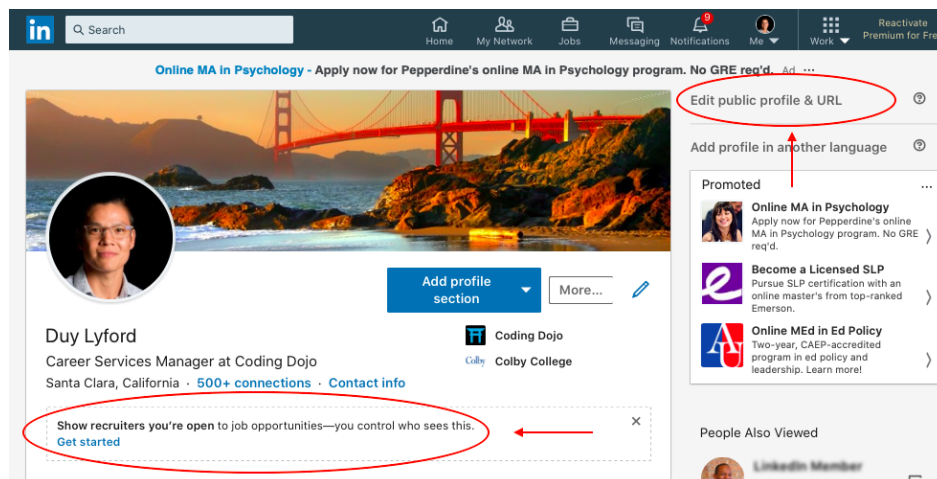 in
Search
Home
My Network
Jobs
Messaging
9
Notifications
Me
Work
Reactivate
Premium for Fre
Online MA in Psychology - Apply now for Pepperdine's online MA in Psychology program. No GRE req'd. Ad ...
Edit public profile & URL
Add profile in another language
Add profile
section
More...
Duy Lyford
Career Services Manager at Coding Dojo
Santa Clara, California · 500+ connections · Contact info
Coding Dojo
Colby Colby College
Show recruiters you're open to job opportunities—you control who sees this.
Get started
Promoted
...
Online MA in Psychology
Apply now for Pepperdine's online
MA in Psychology program. No GRE
req'd.
Become a Licensed SLP
Pursue SLP certification with an
online master's from top-ranked
Emerson.
AU
Online MEd in Ed Policy
Two-year, CAEP-accredited
program in ed policy and
leadership. Learn more!
People Also Viewed
LinkedIn Member